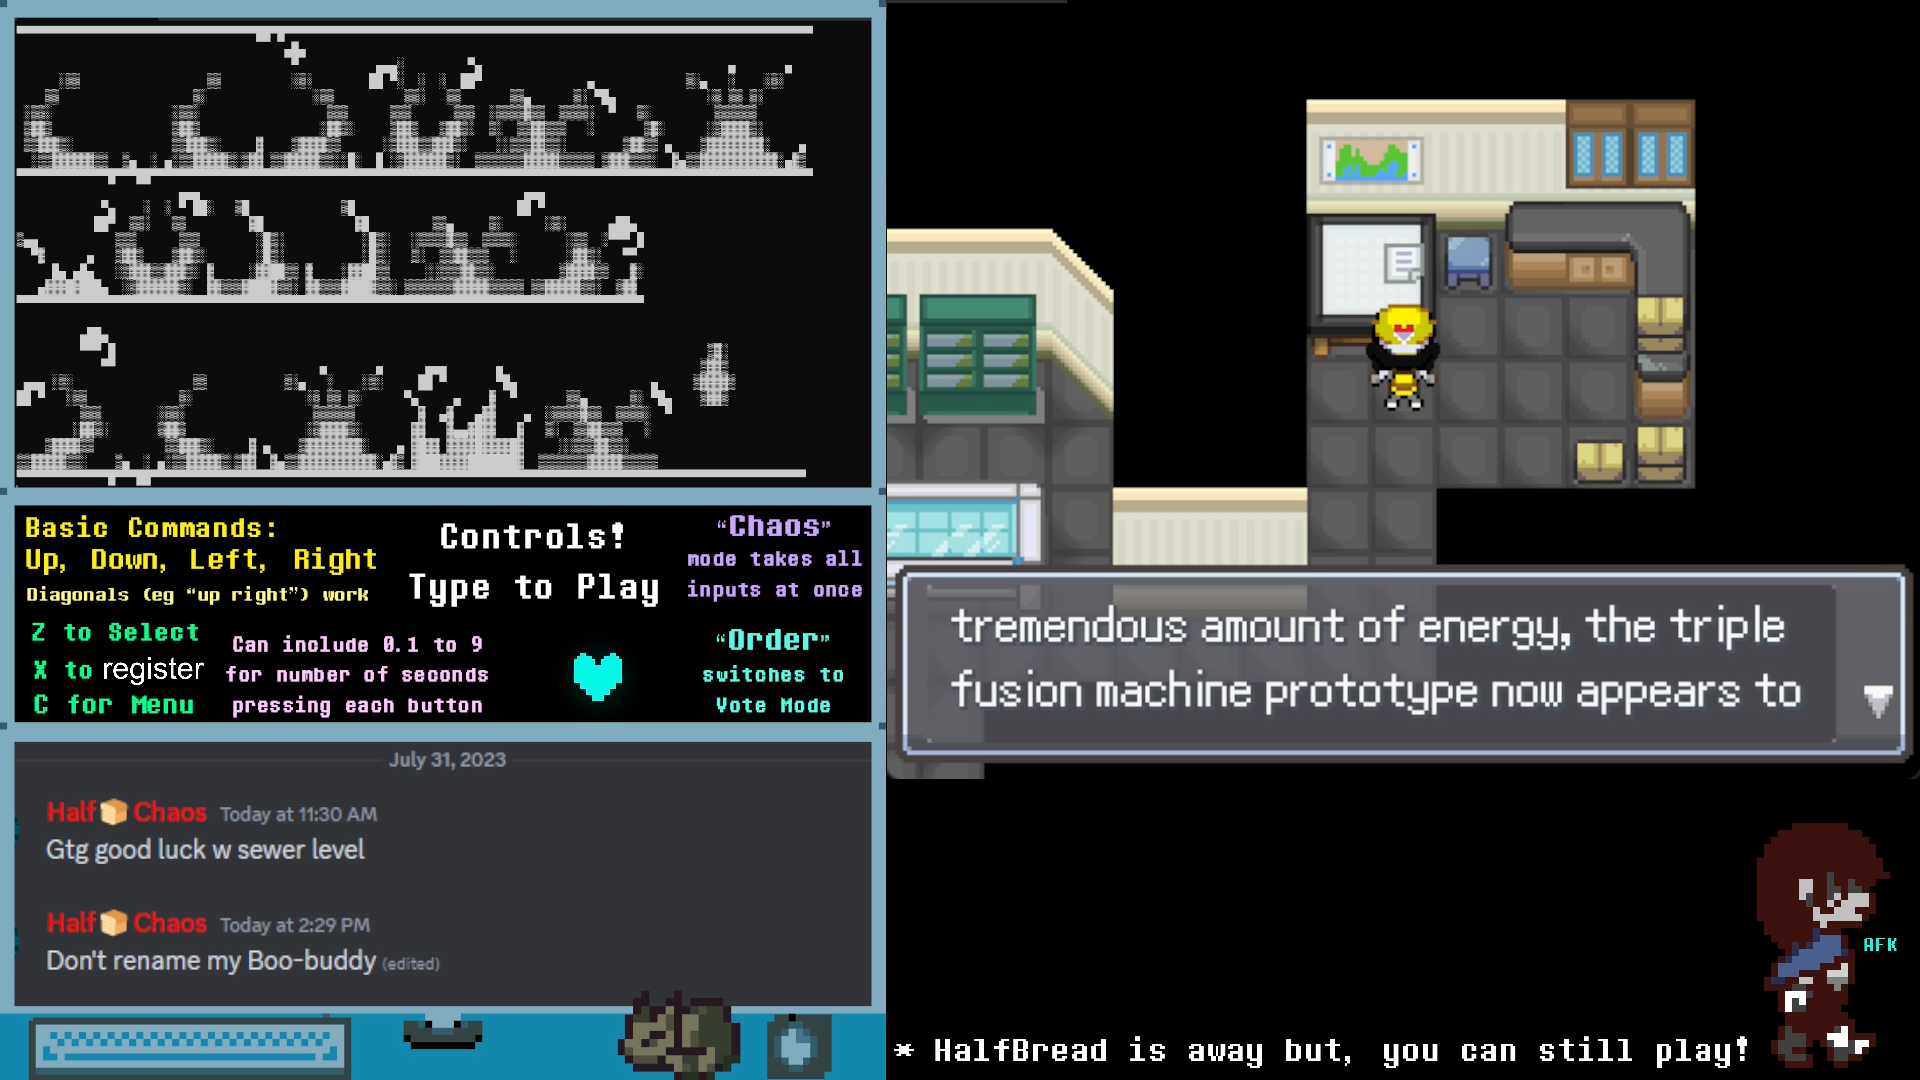 Basic Commands:
Up, Down, Left, Right
Diagonals (eg “up right”) work
Z to Select
X to register
C for Menu
Controls!
Type to Play
Can include 0.1 to 9
for number of seconds
pressing each button
“Chaos”
mode takes all
inputs at once
“Order”
switches to
Vote Mode
July 31, 2023
Half🍞Chaos Today at 11:30 AM
Gtg good luck w sewer level
Half🍞Chaos Today at 2:29 PM
Don't rename my Boo-buddy (edited)
tremendous amount of energy, the triple
fusion machine prototype now appears to
AFK
* HalfBread is away but, you can still play!